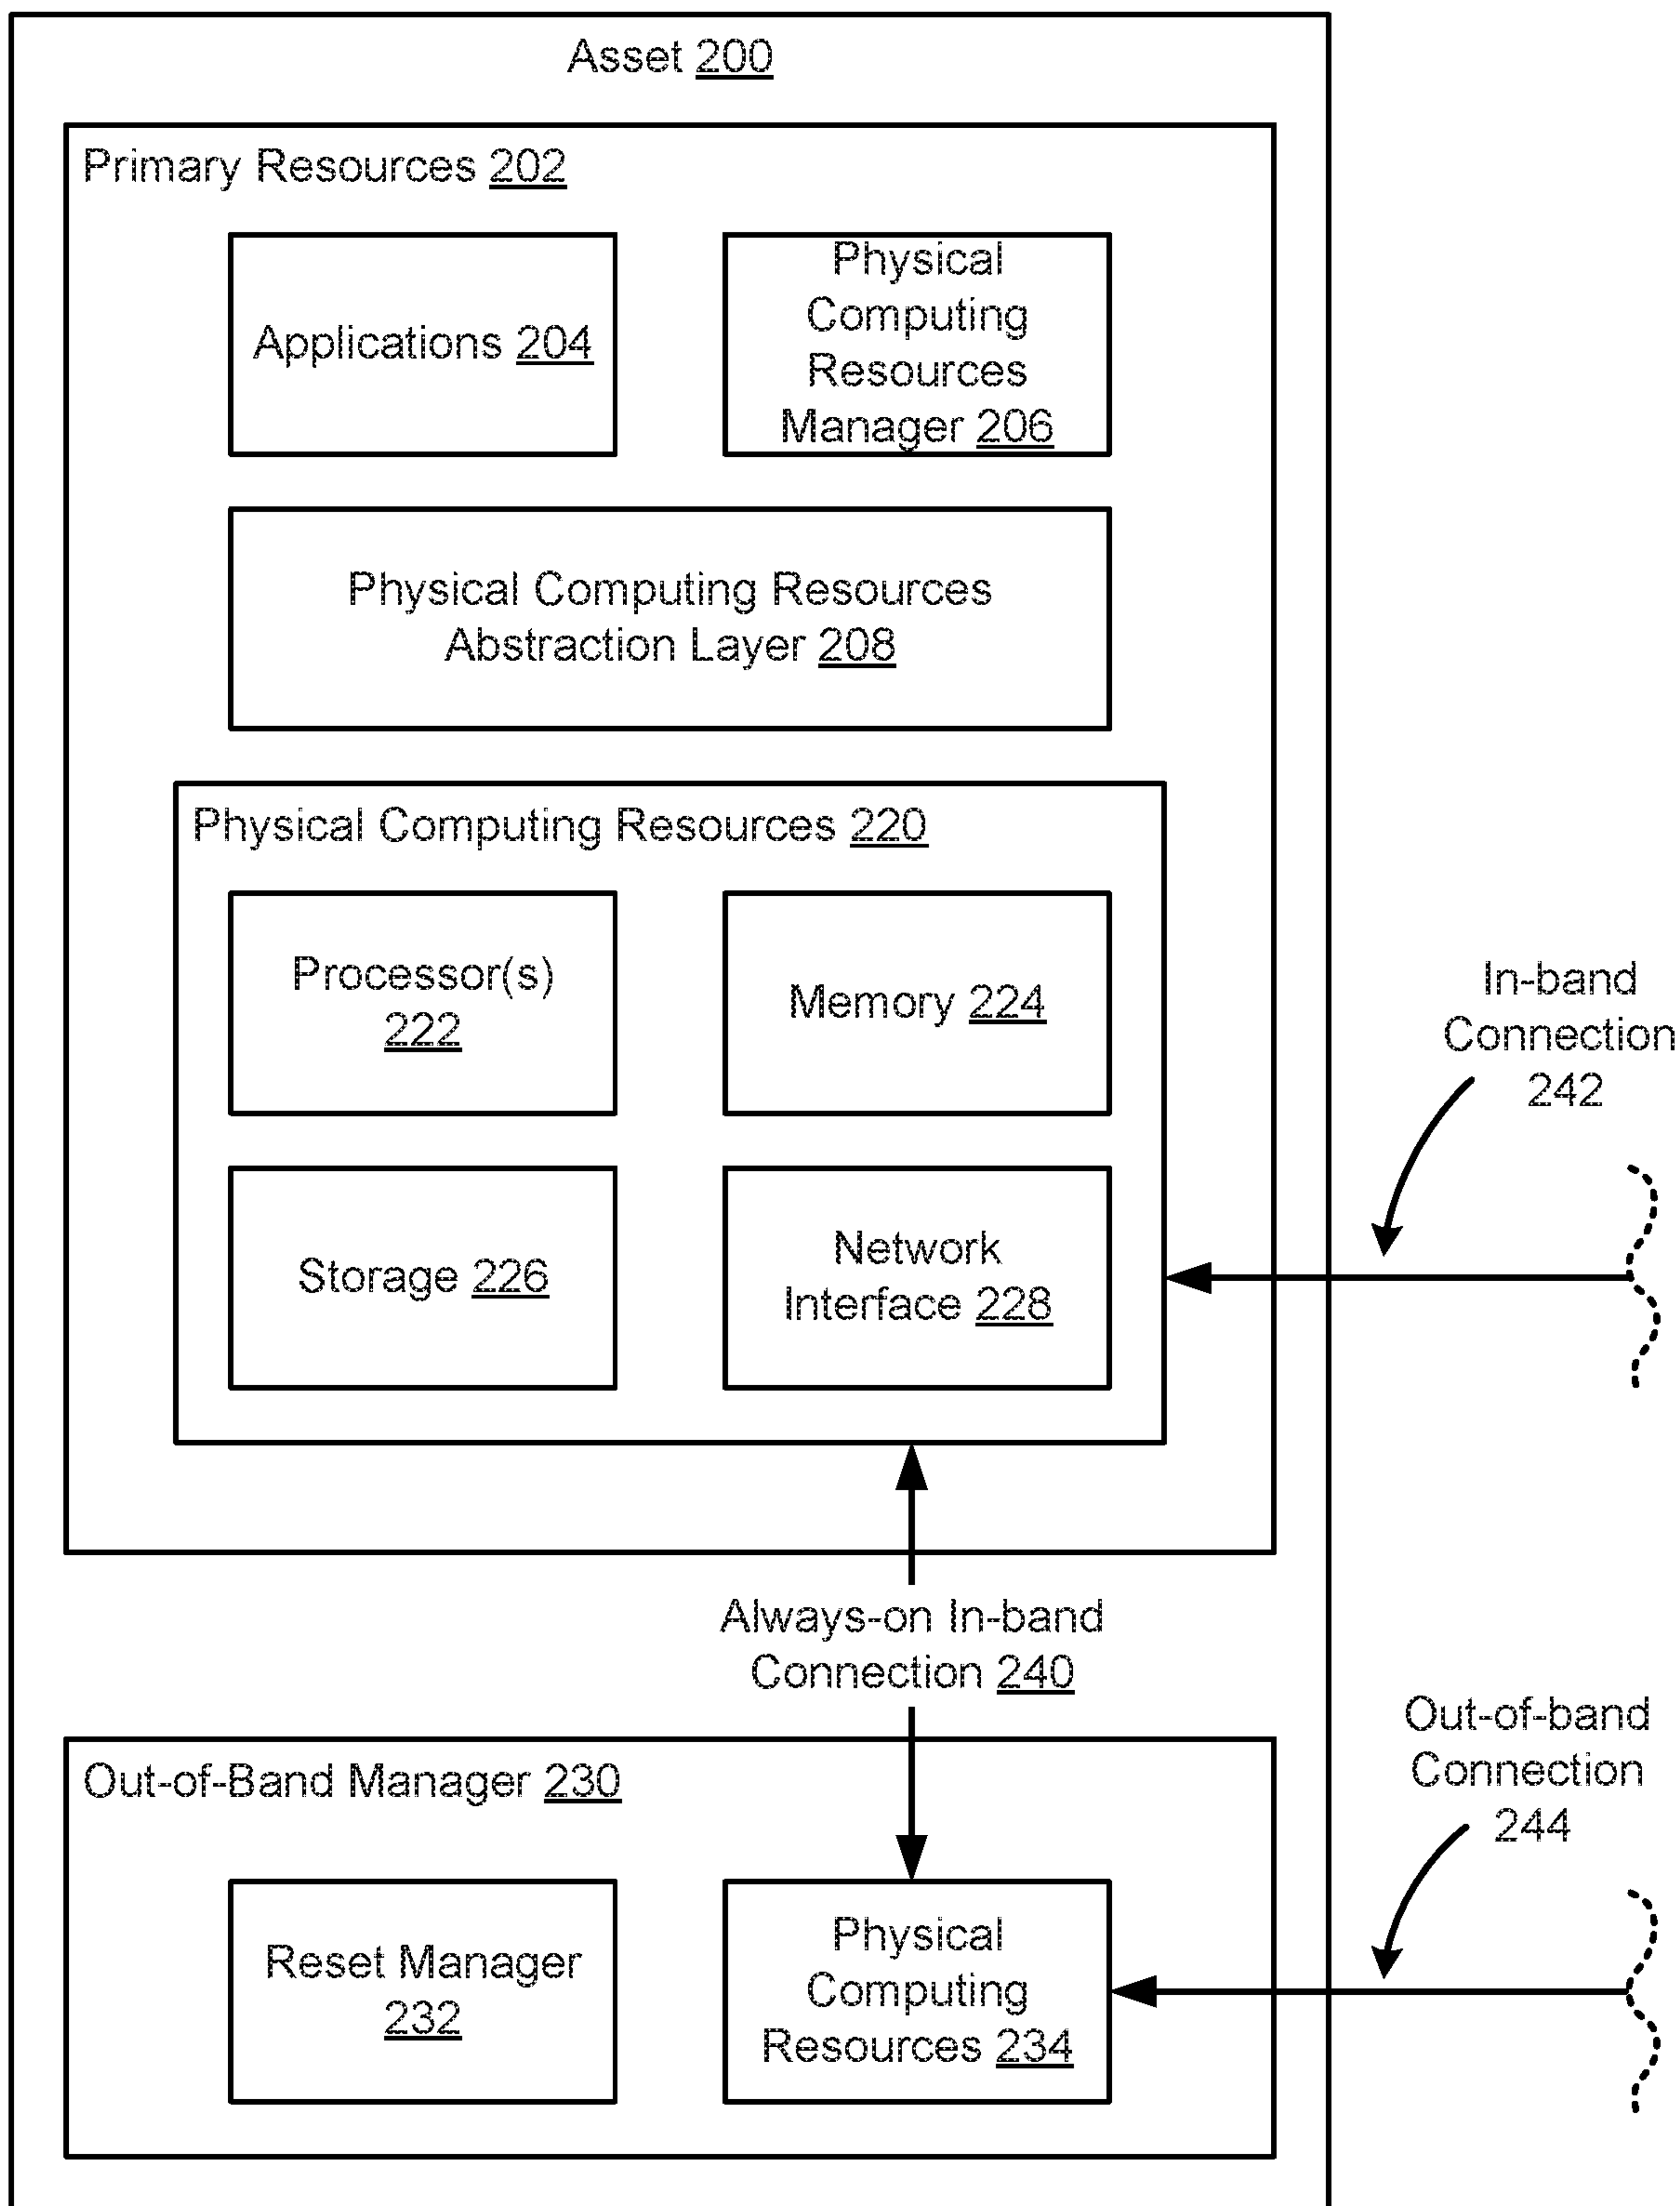 Asset 200
Primary Resources 202
Applications 204
Physical
Computing
Resources
Manager 206
Physical Computing Resources
Abstraction Layer 208
Physical Computing Resources 220
Processor(s)
222
Memory 224
Storage 226
Network
Interface 228
In-band
Connection
242
Always-on In-band
Connection 240
Out-of-Band Manager 230
Reset Manager
232
Physical
Computing
Resources 234
Out-of-band
Connection
244